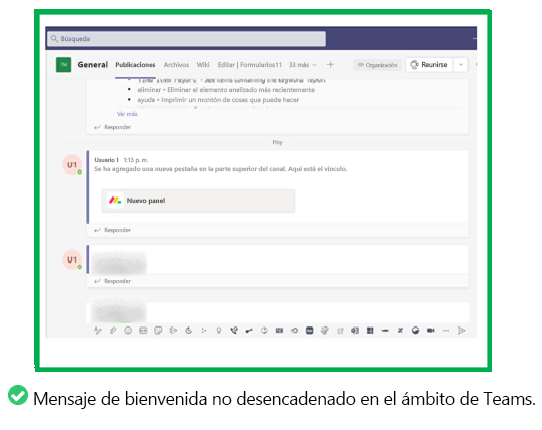 Búsqueda
TM General Publicaciones Archivos Wiki Editar | Formularios11 33 más Organización Reunirse
eliminar • Eliminar el elemento analizado más recientemente
ayuda • Imprimir un montón de cosas que puede hacer
Ver más
Responder
Hoy
U1 Usuario 1 1:13 p. m.
Se ha agregado una nueva pestaña en la parte superior del canal. Aquí está el vínculo.
Nuevo panel
Responder
U1
Responder
Mensaje de bienvenida no desencadenado en el ámbito de Teams.